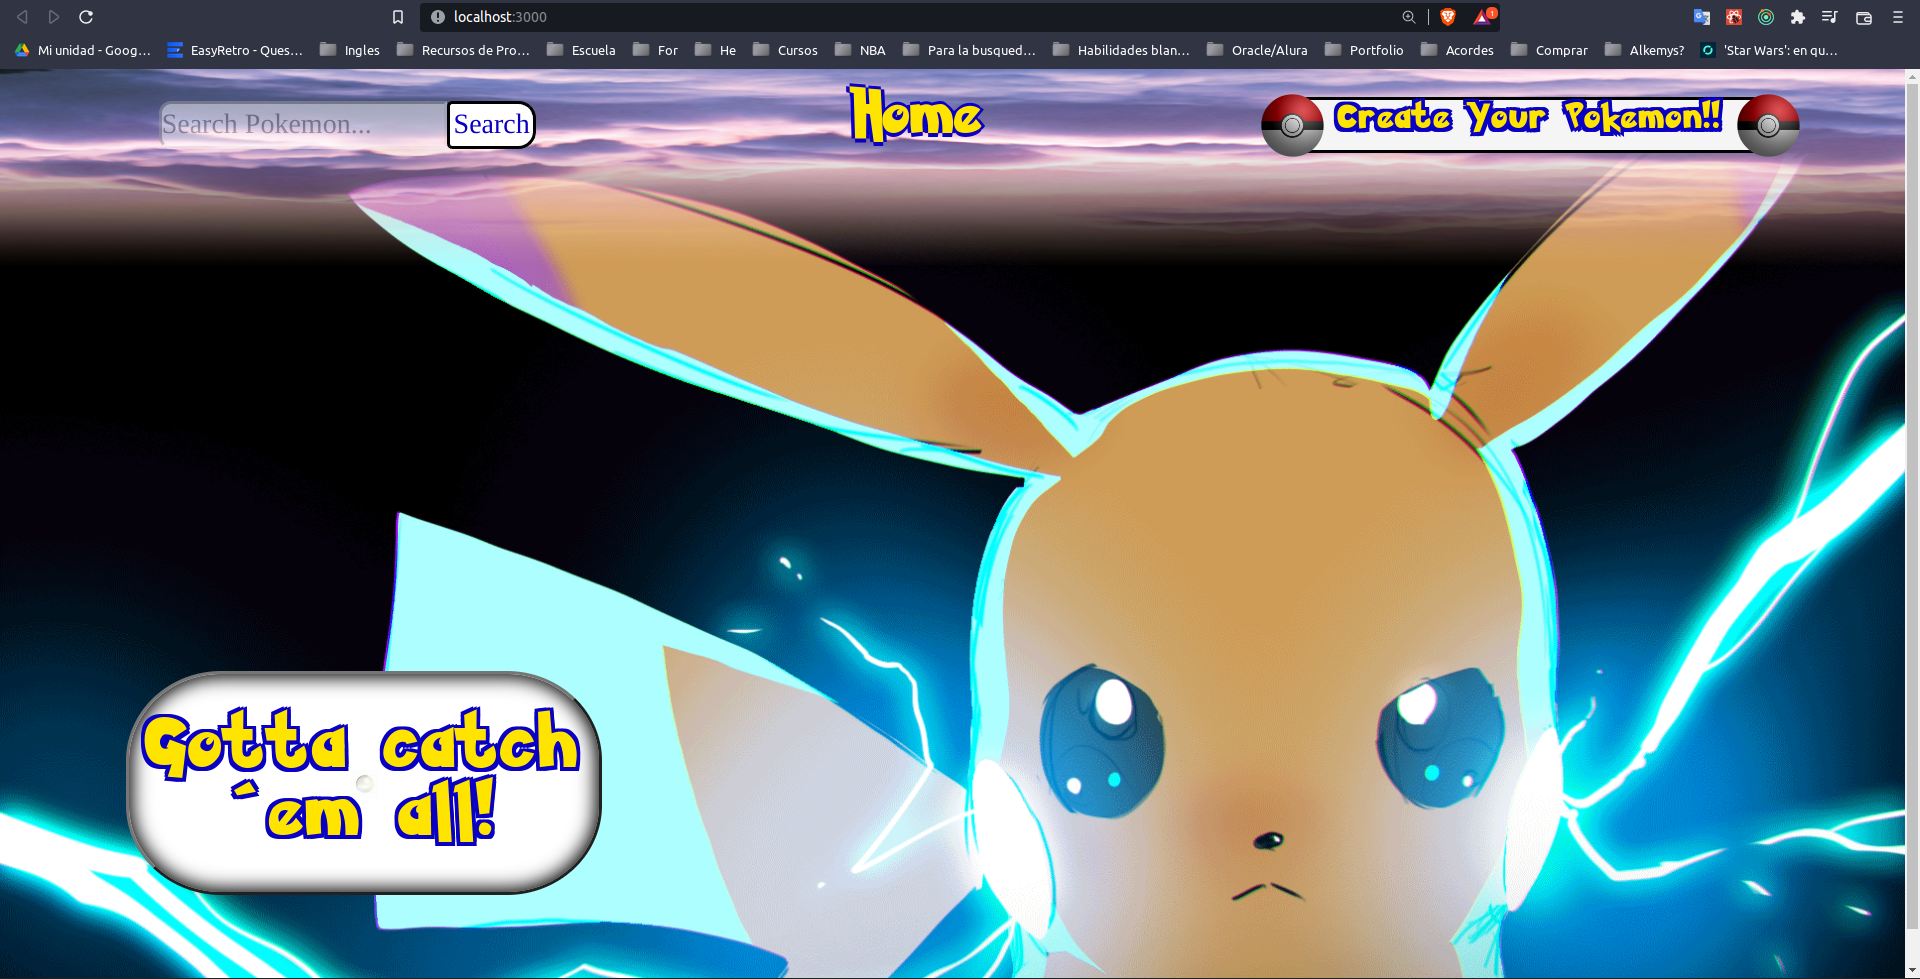 localhost:3000
1
Mi unidad - Goog...
EasyRetro - Ques...
Ingles
Recursos de Pro...
Escuela
For
He
Cursos
NBA
Para la busqued...
Habilidades blan...
Oracle/Alura
Portfolio
Acordes
Comprar
Alkemys?
'Star Wars': en qu...
Search Pokemon...
Search
Home
Create Your Pokemon!!
Gotta catch
´em all!